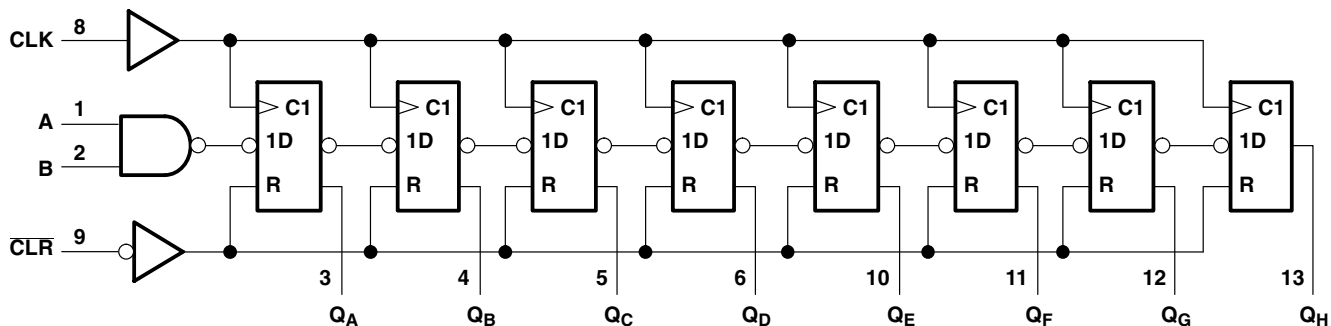 CLK 8
C1 C1 C1 C1 C1 C1 C1 C1
A 1
1D 1D 1D 1D 1D 1D 1D 1D
B 2
R R R R R R R R
CLR 9
3 4 5 6 10 11 12 13
QA QB QC QD QE QF QG QH